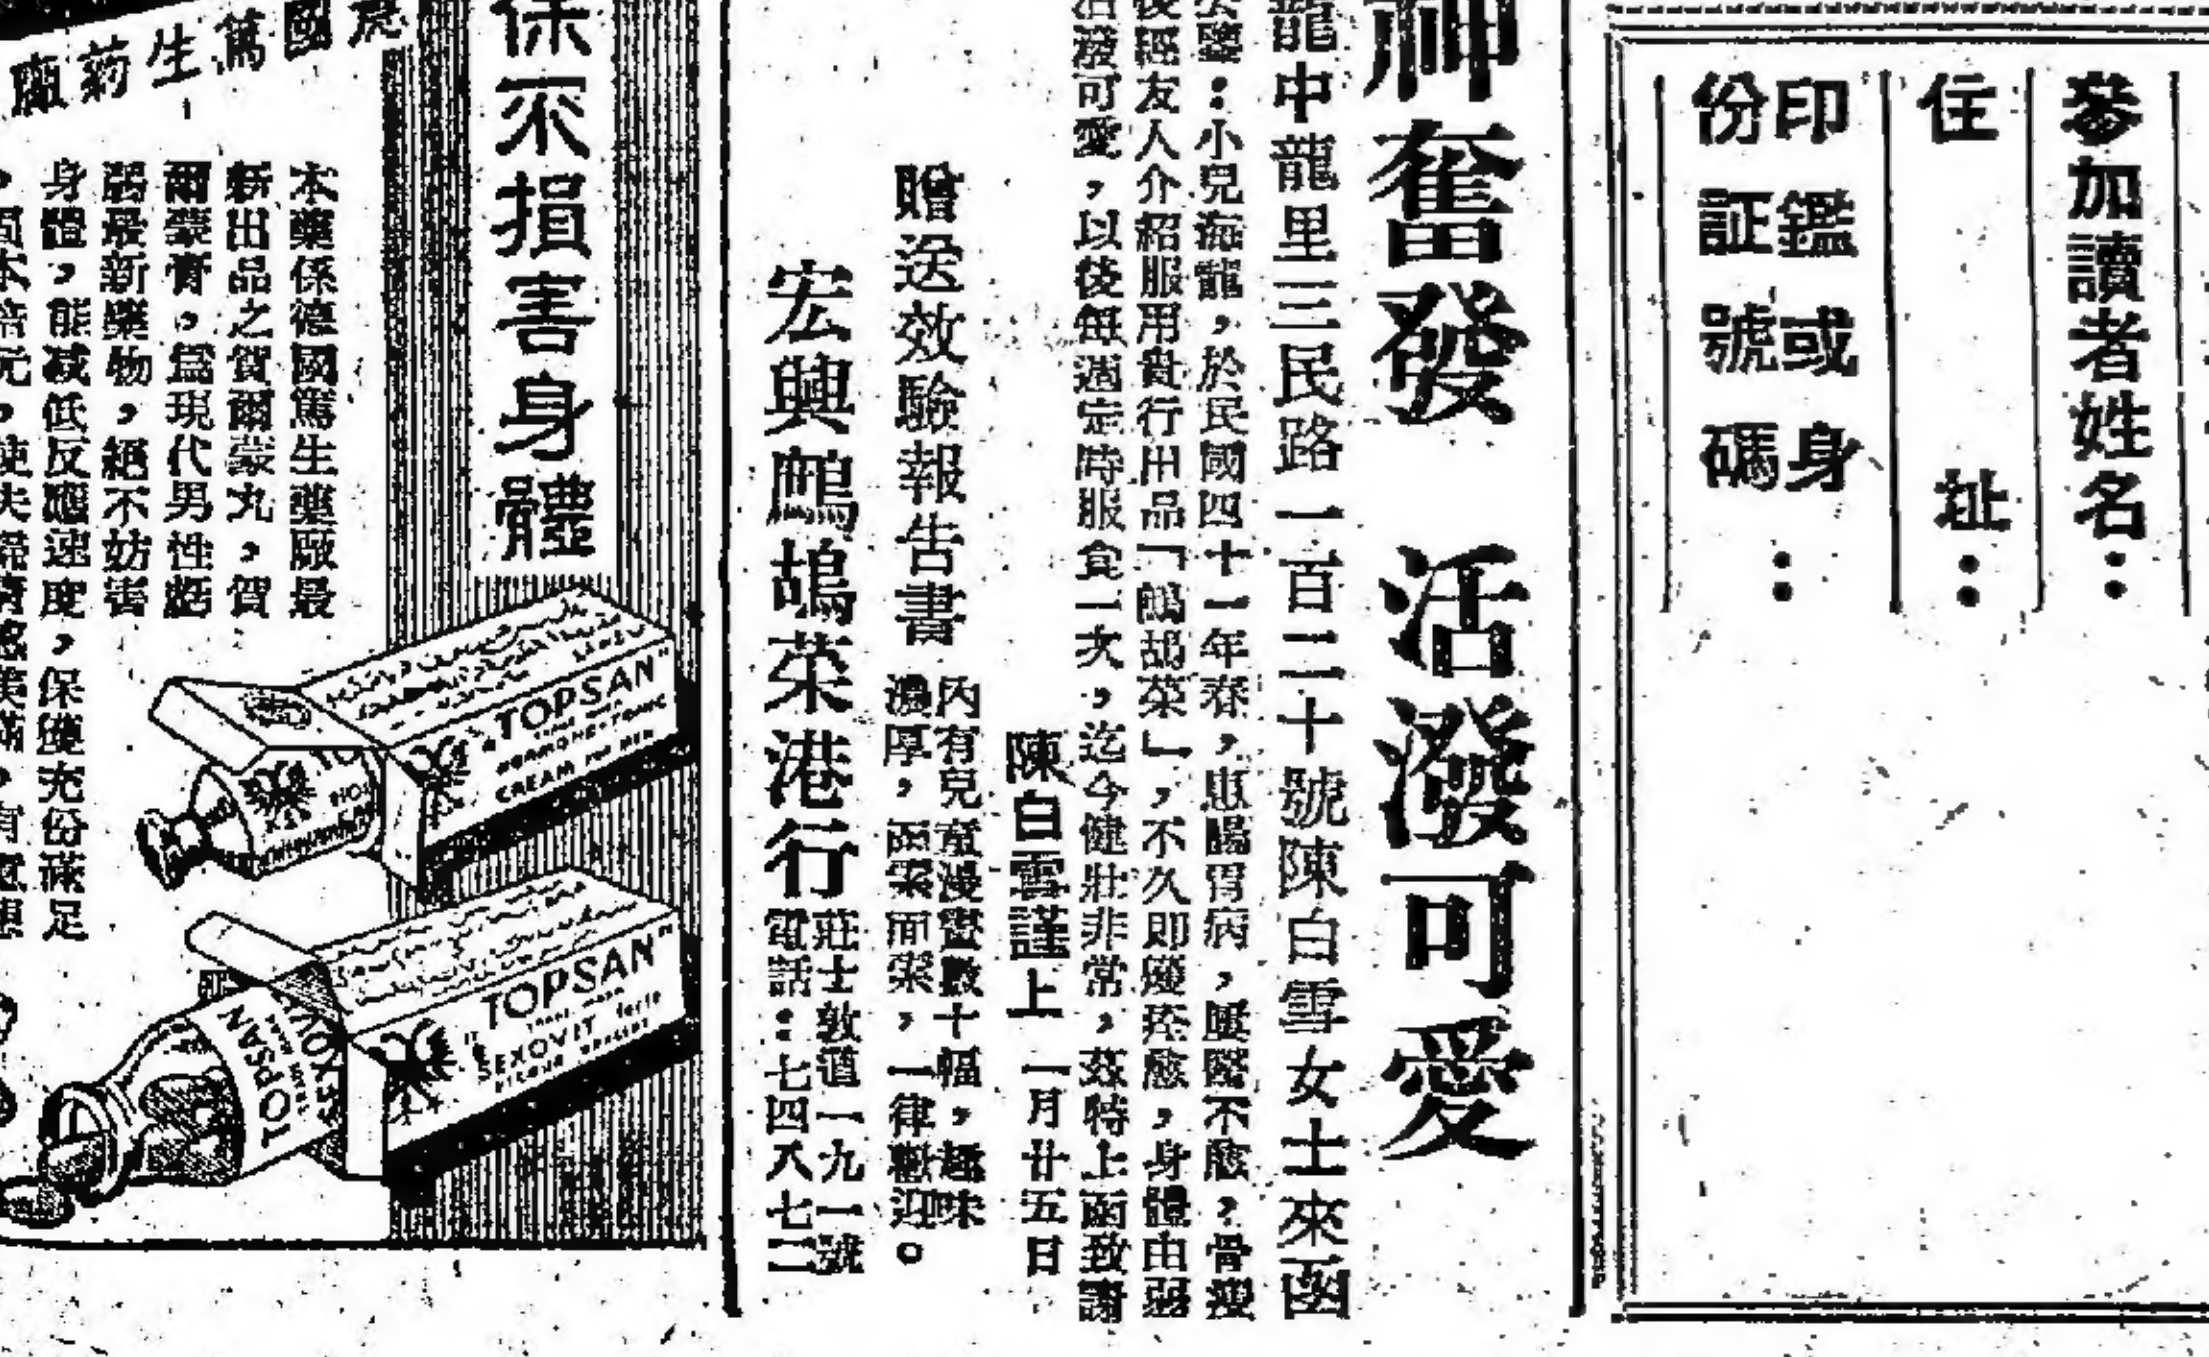 參加讀者姓名：
住址：
印鑑或身
份証號碼：
神奮發　活潑可愛
龍中龍里三民路一百二十號陳白雪女士來函
小兒海龍，於民國四十一年春，患腸胃病，屢醫不愈，骨瘦
後經友人介紹服用貴行出品「鷓鴣菜」，不久即痊愈，身體由弱
活潑可愛，以後每週定時服食一次，迄今健壯非常，茲特上函致謝
陳白雪謹上 一月廿五日
贈送效驗報告書
內有兒童漫畫數十幅，趣味
濃厚，函索面索，一律歡迎。
宏興鷓鴣菜港行
莊士敦道一九一號
電話：七四八七二
保不損害身體
國篤生药廠
本藥係德國篤生藥廠最
新出品之賀爾蒙丸，賀
爾蒙膏，爲現代男性
弱最新樂物，絕不妨害
身體，能減低反應速度，保雙充份滿足
"TOPSAN"
HORMONE-TONIC
CREAM FOR MEN
"TOPSAN"
SEXOVIT forte
TOPSAN